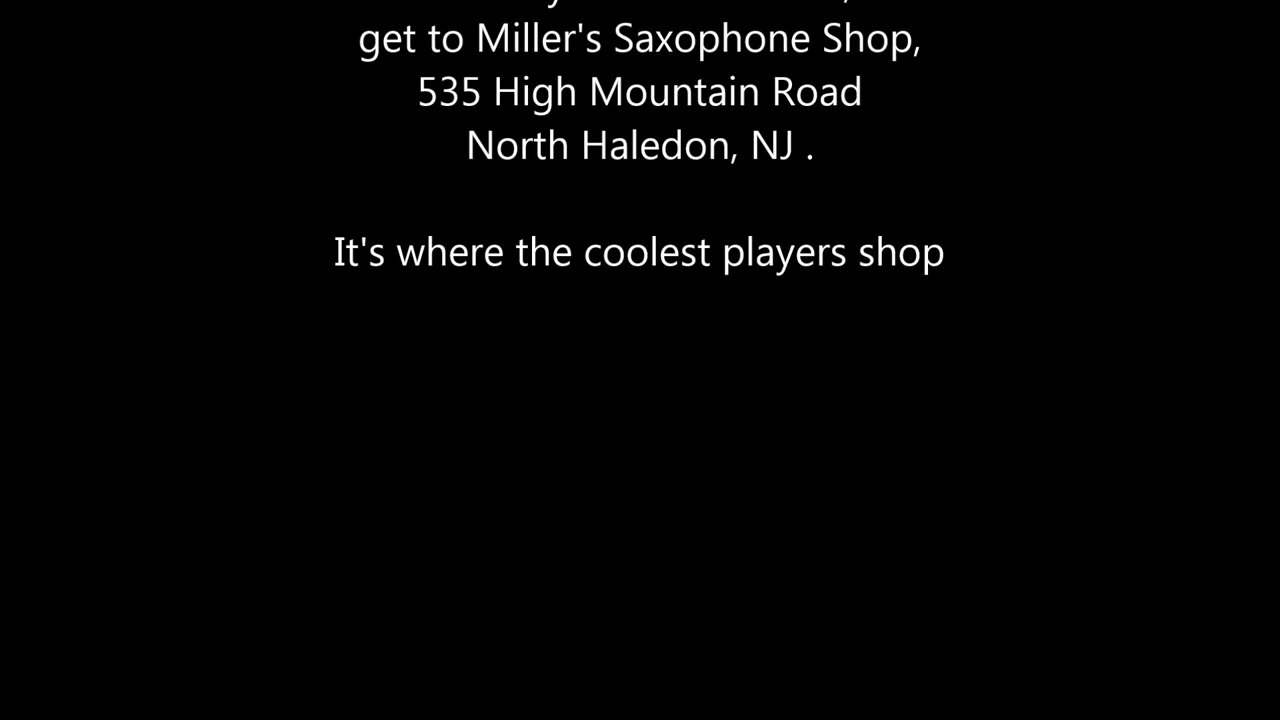 get to Miller's Saxophone Shop,
535 High Mountain Road
North Haledon, NJ .
It's where the coolest players shop